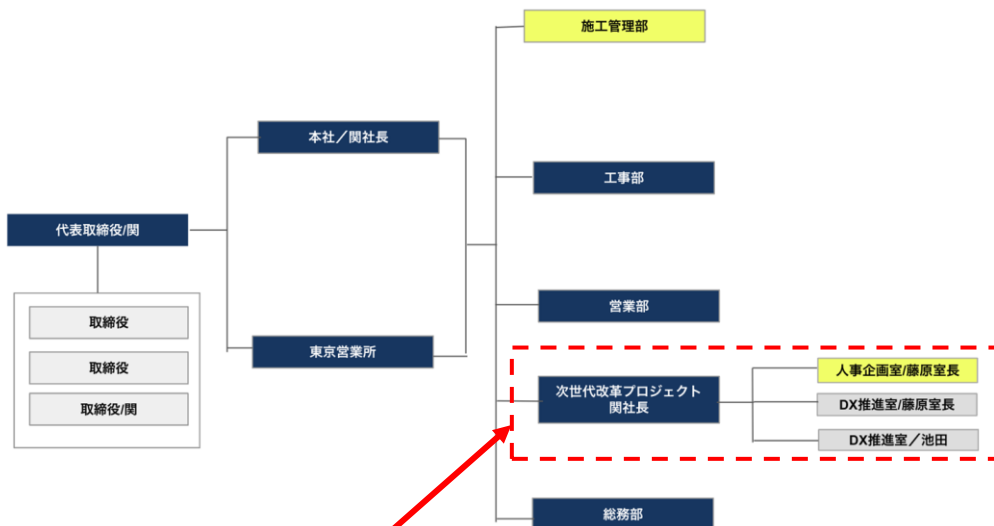 施工管理部
本社／関社長
工事部
代表取締役/関
取締役
取締役
取締役/関
東京営業所
営業部
次世代改革プロジェクト
関社長
人事企画室/藤原室長
DX推進室/藤原室長
DX推進室／池田
総務部